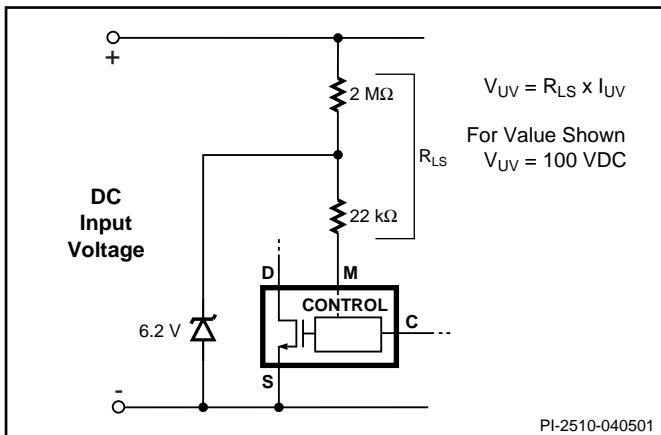 +
2 MΩ
V_UV = R_LS x I_UV
For Value Shown
V_UV = 100 VDC
R_LS
DC
Input
Voltage
22 kΩ
D
M
CONTROL
C
6.2 V
S
-
PI-2510-040501